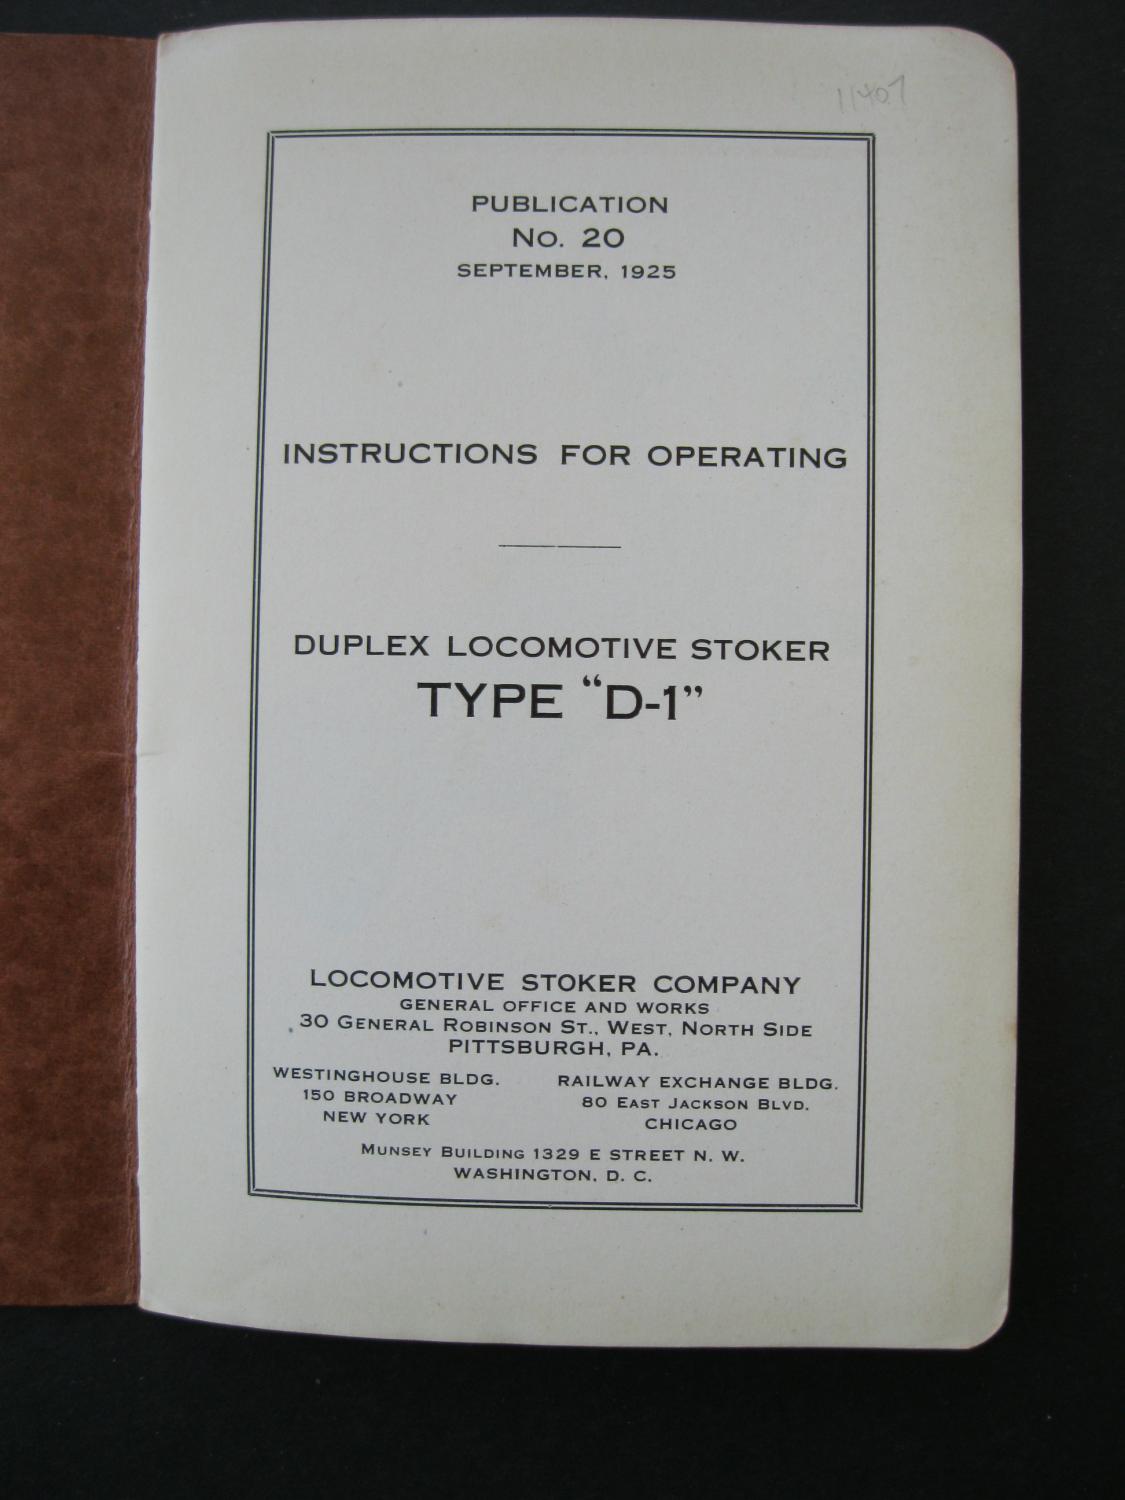 11407
PUBLICATION
No. 20
SEPTEMBER, 1925
INSTRUCTIONS FOR OPERATING
DUPLEX LOCOMOTIVE STOKER
TYPE “D-1”
LOCOMOTIVE STOKER COMPANY
GENERAL OFFICE AND WORKS
30 GENERAL ROBINSON ST., WEST, NORTH SIDE
PITTSBURGH, PA.
WESTINGHOUSE BLDG.
150 BROADWAY
NEW YORK
RAILWAY EXCHANGE BLDG.
80 EAST JACKSON BLVD.
CHICAGO
MUNSEY BUILDING 1329 E STREET N. W.
WASHINGTON, D. C.